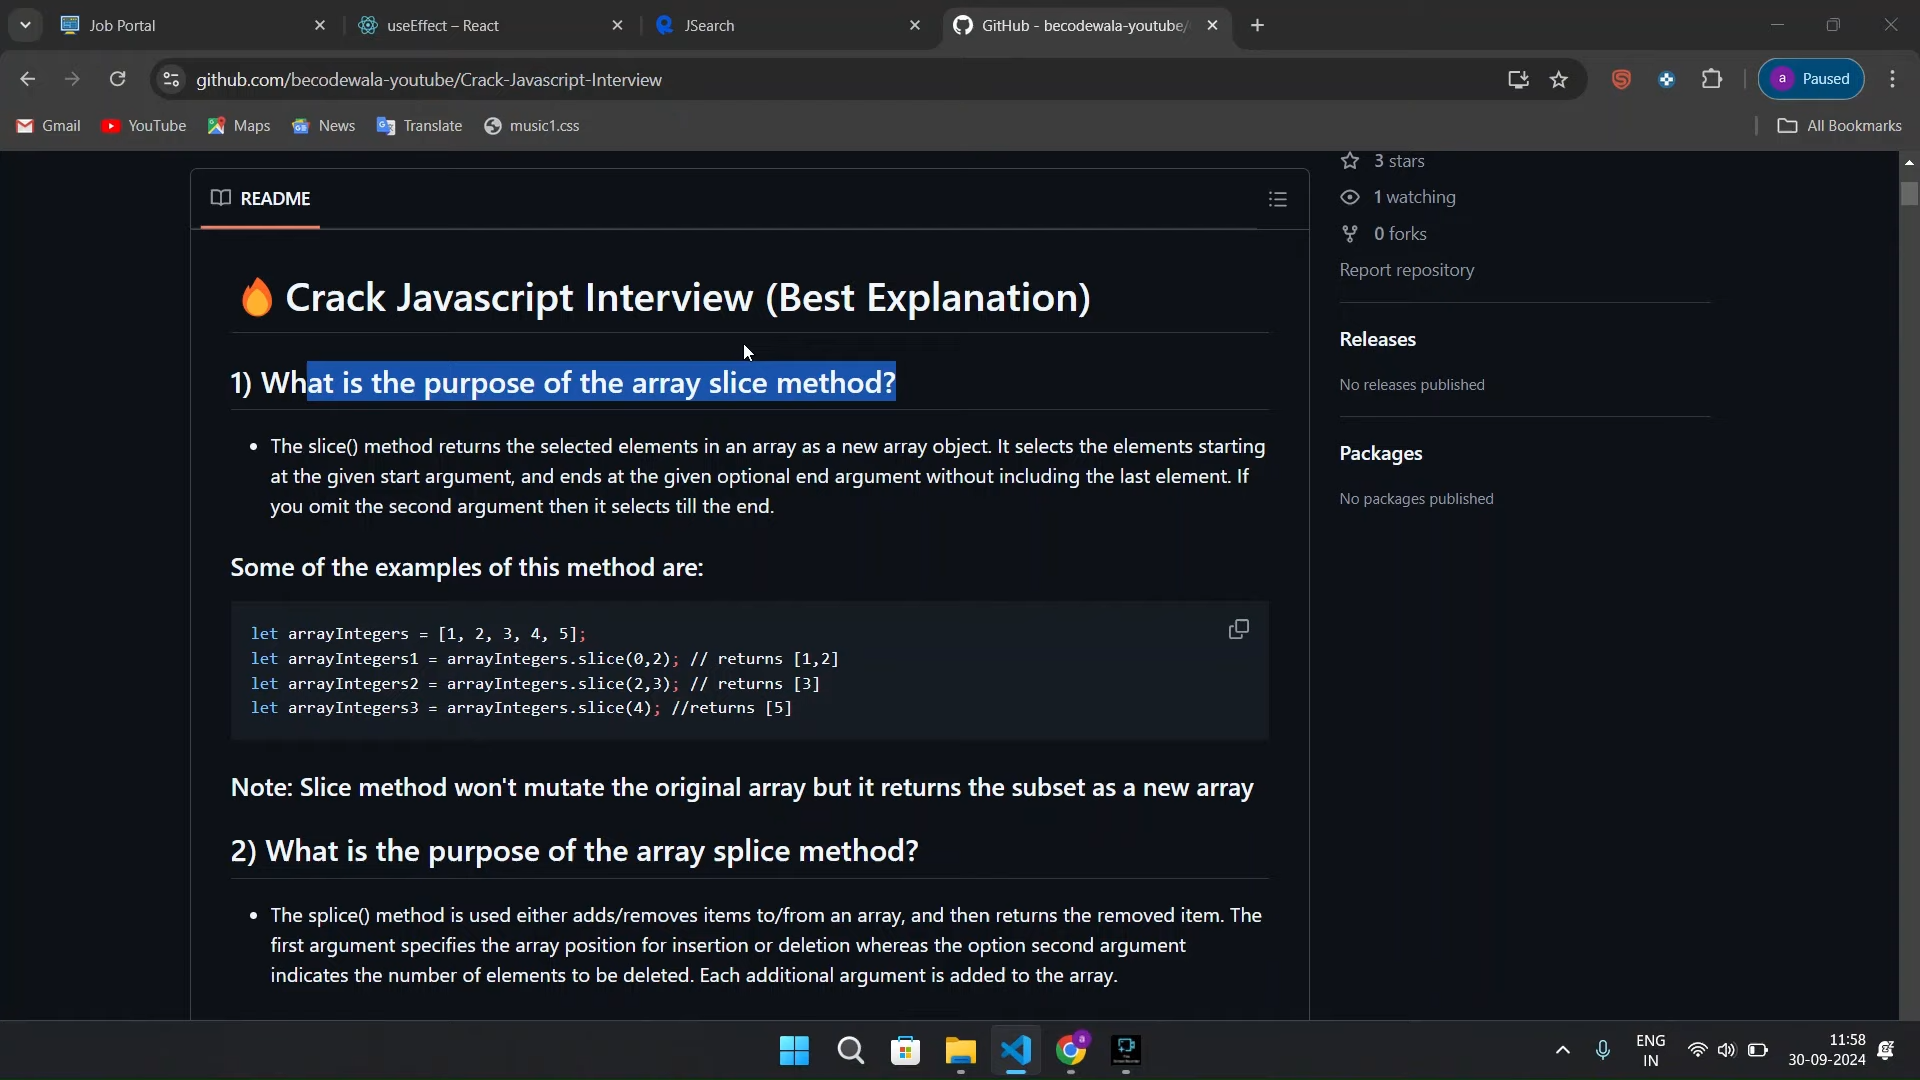 Job Portal
useEffect – React
JSearch
GitHub - becodewala-youtube/
github.com/becodewala-youtube/Crack-Javascript-Interview
a Paused
Gmail
YouTube
Maps
News
Translate
music1.css
All Bookmarks
3 stars
README
1 watching
0 forks
Report repository
🔥 Crack Javascript Interview (Best Explanation)
Releases
1) What is the purpose of the array slice method?
No releases published
• The slice() method returns the selected elements in an array as a new array object. It selects the elements starting
at the given start argument, and ends at the given optional end argument without including the last element. If
you omit the second argument then it selects till the end.
Packages
No packages published
Some of the examples of this method are:
let arrayIntegers = [1, 2, 3, 4, 5];
let arrayIntegers1 = arrayIntegers.slice(0,2); // returns [1,2]
let arrayIntegers2 = arrayIntegers.slice(2,3); // returns [3]
let arrayIntegers3 = arrayIntegers.slice(4); //returns [5]
Note: Slice method won't mutate the original array but it returns the subset as a new array
2) What is the purpose of the array splice method?
• The splice() method is used either adds/removes items to/from an array, and then returns the removed item. The
first argument specifies the array position for insertion or deletion whereas the option second argument
indicates the number of elements to be deleted. Each additional argument is added to the array.
a
ENG
IN
11:58
30-09-2024